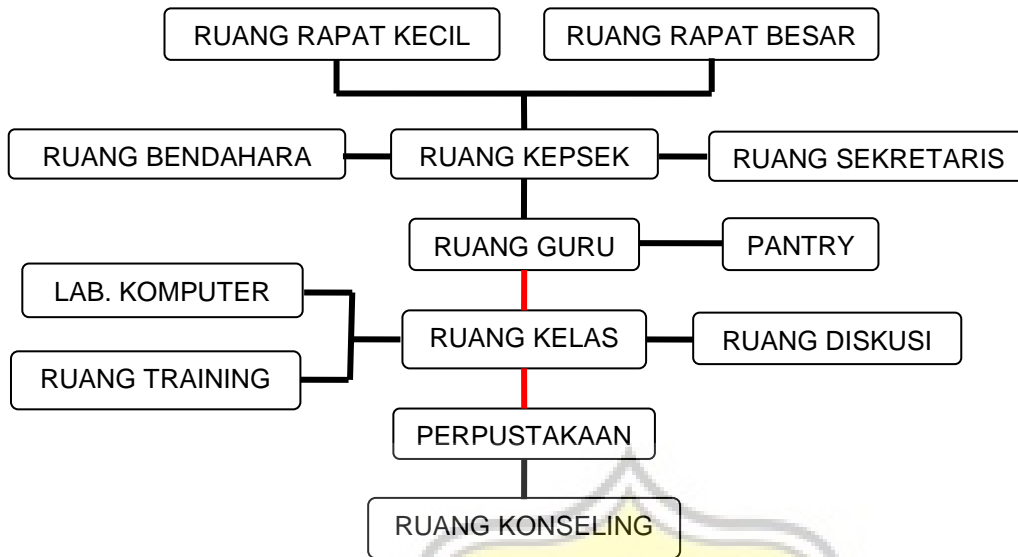 RUANG RAPAT KECIL
RUANG RAPAT BESAR
RUANG BENDAHARA
RUANG KEPSEK
RUANG SEKRETARIS
RUANG GURU
PANTRY
LAB. KOMPUTER
RUANG KELAS
RUANG DISKUSI
RUANG TRAINING
PERPUSTAKAAN
RUANG KONSELING